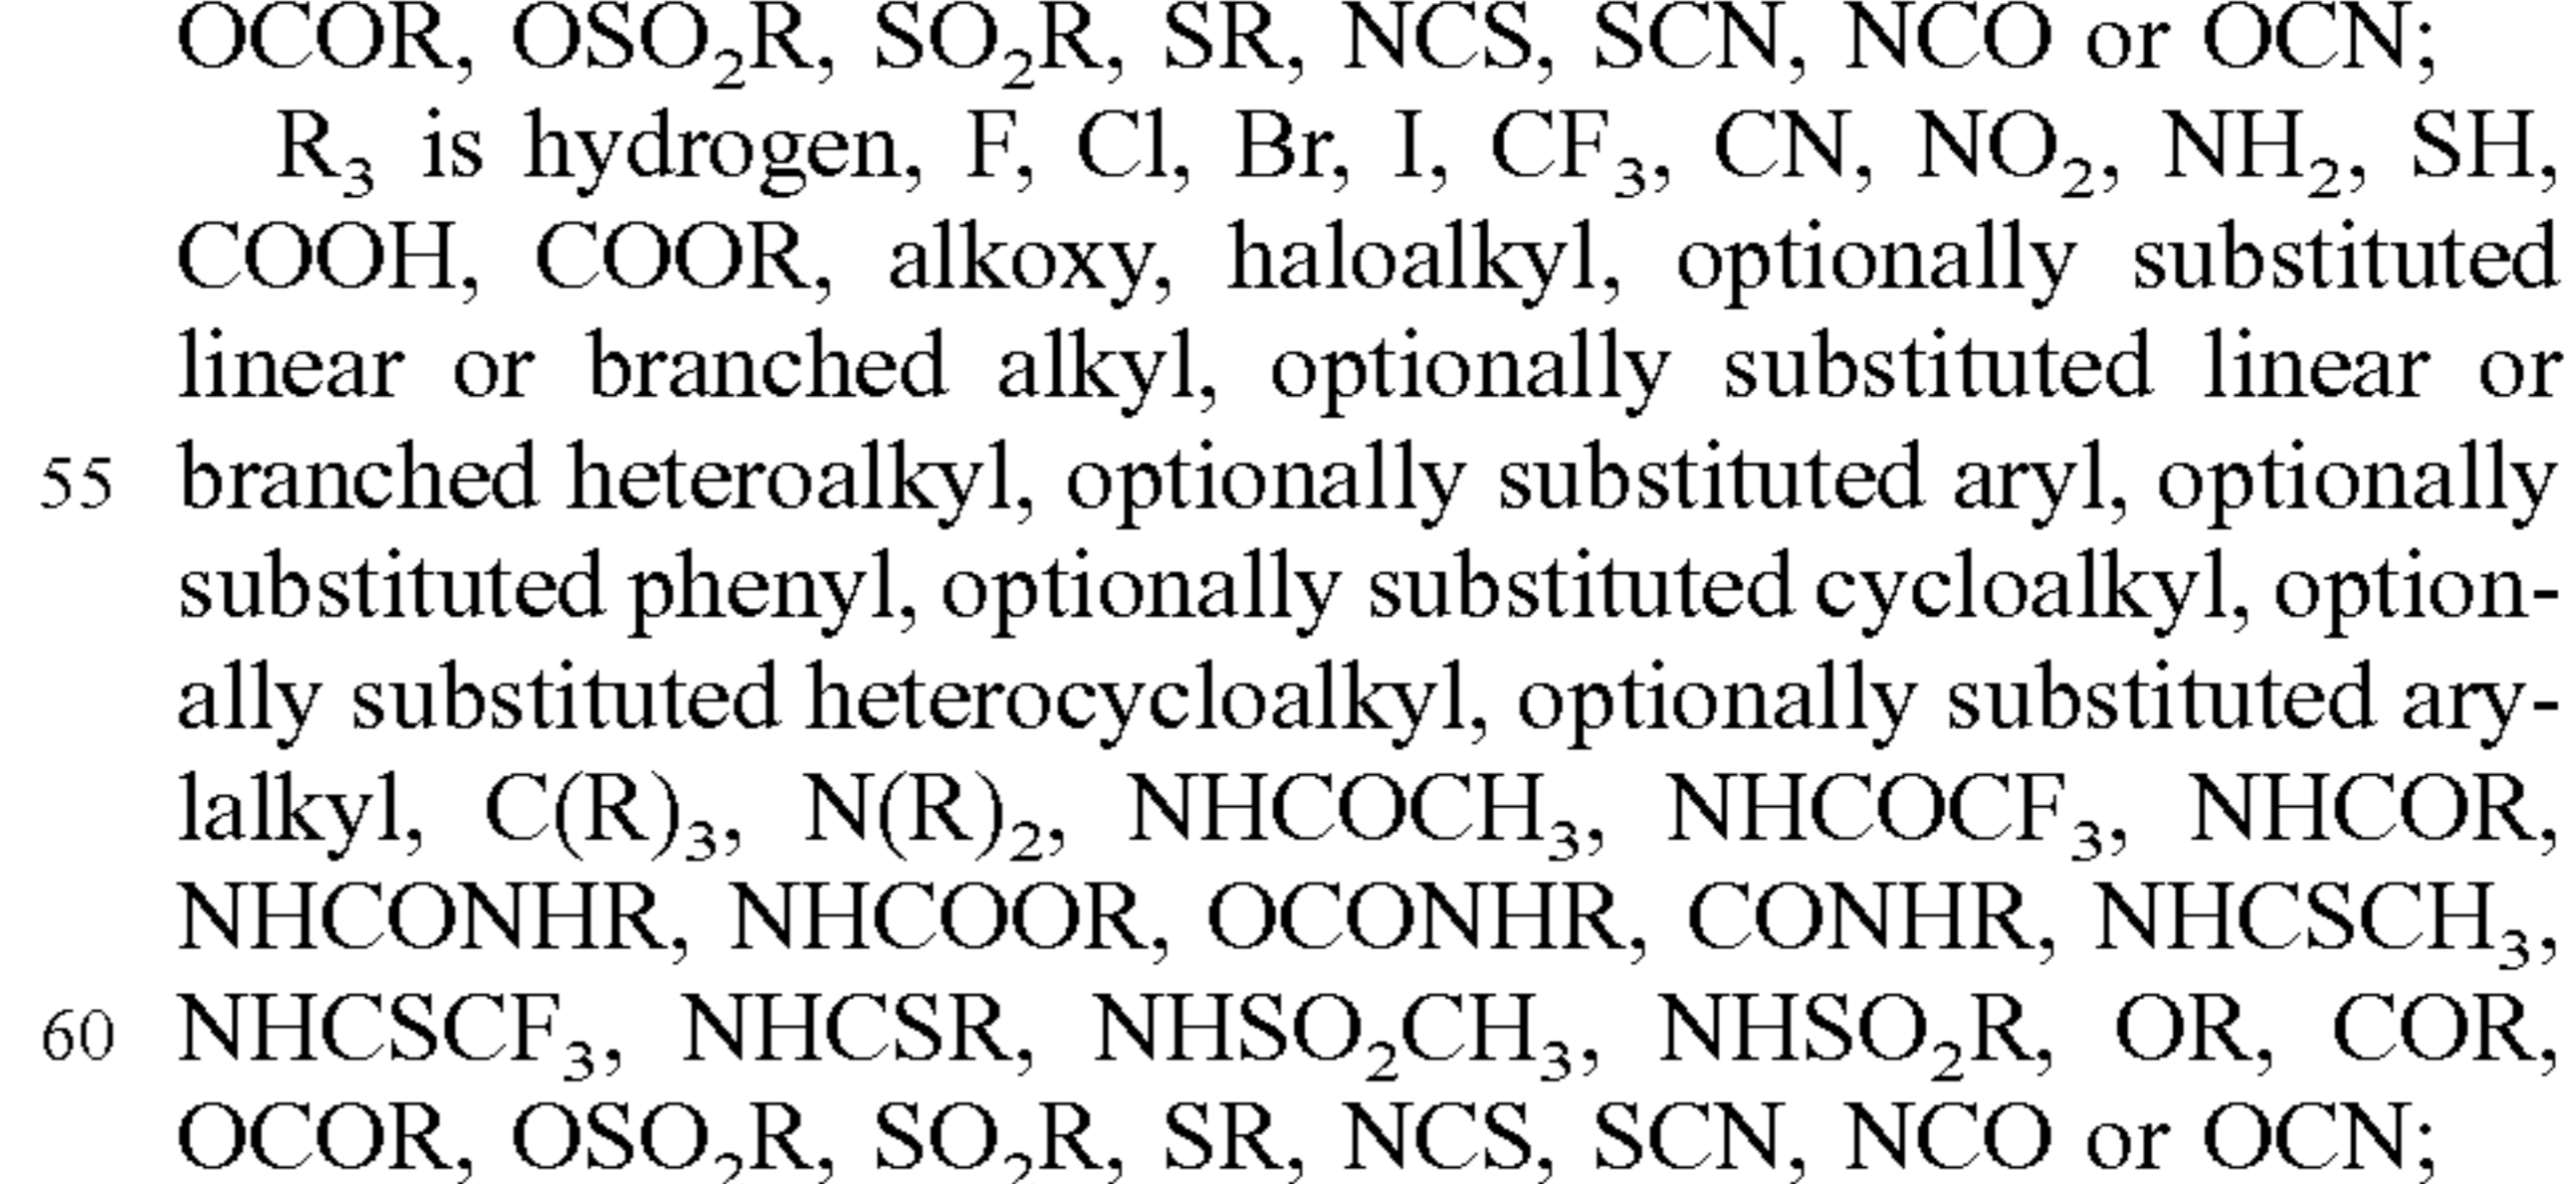 OCOR, OSO₂R, SO₂R, SR, NCS, SCN, NCO or OCN;
R₃ is hydrogen, F, Cl, Br, I, CF₃, CN, NO₂, NH₂, SH,
COOH, COOR, alkoxy, haloalkyl, optionally substituted
linear or branched alkyl, optionally substituted linear or
55 branched heteroalkyl, optionally substituted aryl, optionally
substituted phenyl, optionally substituted cycloalkyl, option-
ally substituted heterocycloalkyl, optionally substituted ary-
lalkyl, C(R)₃, N(R)₂, NHCOCH₃, NHCOCF₃, NHCOR,
NHCONHR, NHCOOR, OCONHR, CONHR, NHCSCH₃,
60 NHCSCF₃, NHCSR, NHSO₂CH₃, NHSO₂R, OR, COR,
OCOR, OSO₂R, SO₂R, SR, NCS, SCN, NCO or OCN;